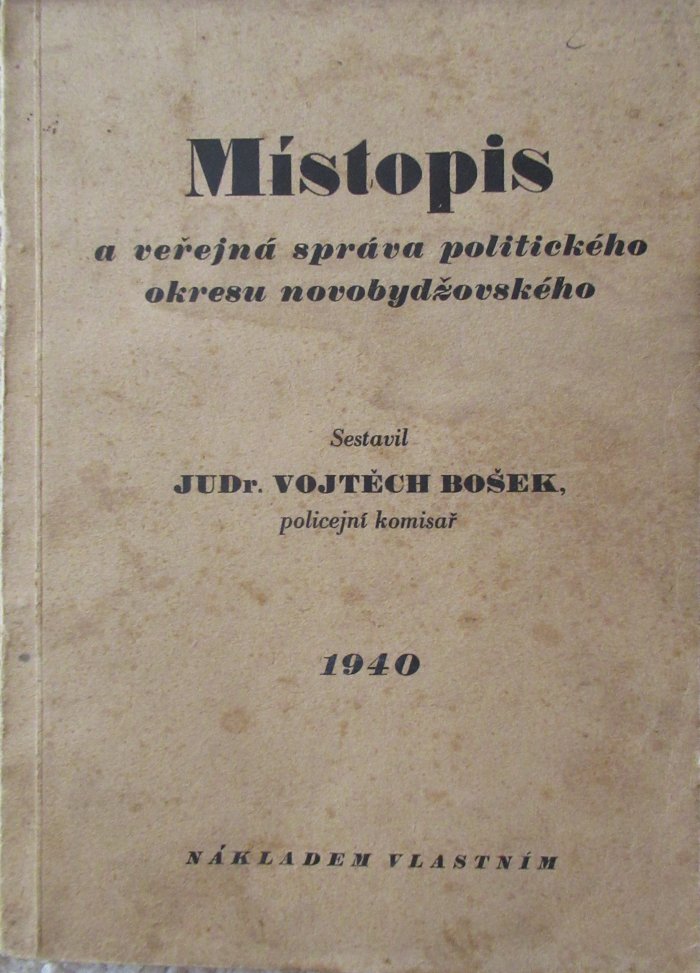 Místopis
a veřejná správa politického
okresu novobydžovského
Sestavil
JUDr. VOJTĚCH BOŠEK,
policejní komisař
1940
NÁKLADEM VLASTNÍM